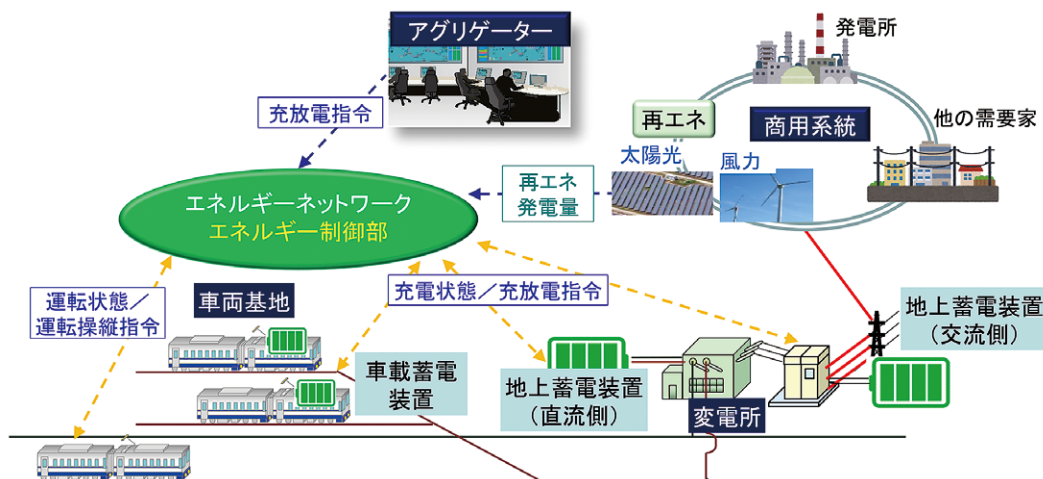 アグリゲーター
発電所
充放電指令
再エネ
商用系統
他の需要家
太陽光
風力
再エネ
発電量
エネルギーネットワーク
エネルギー制御部
運転状態／
運転操縦指令
車両基地
充電状態／充放電指令
地上蓄電装置
（交流側）
車載蓄電
装置
地上蓄電装置
（直流側）
変電所